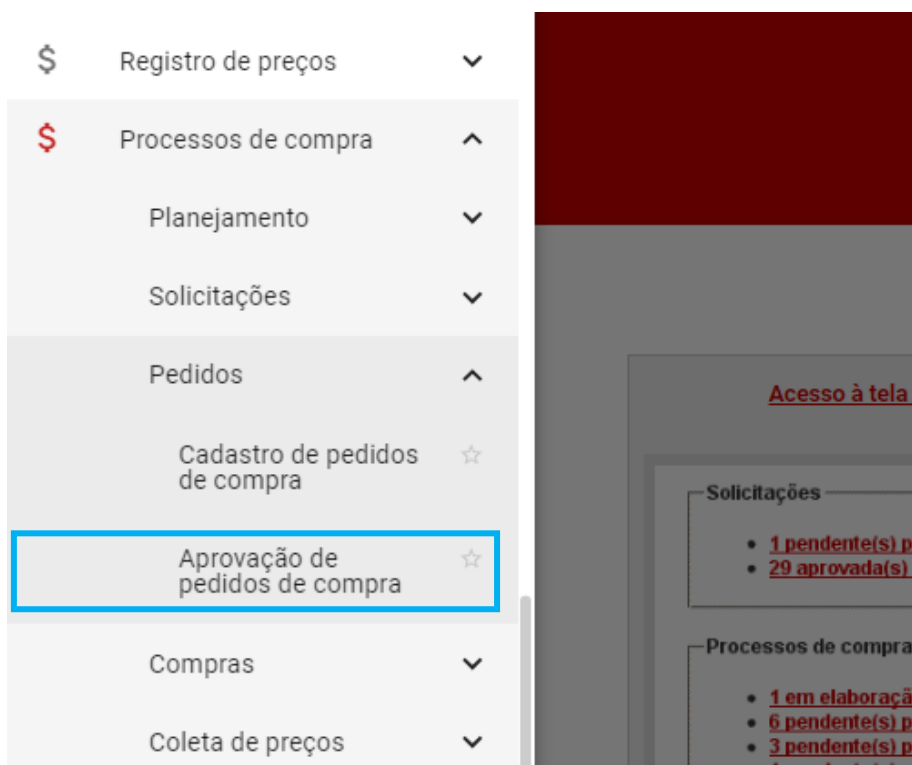 $ Registro de preços
$ Processos de compra
Planejamento
Solicitações
Pedidos
Cadastro de pedidos
de compra
Aprovação de
pedidos de compra
Compras
Coleta de preços
Acesso à tela
Solicitações
1 pendente(s) p
29 aprovada(s)
Processos de compra
1 em elaboraçã
6 pendente(s) p
3 pendente(s) p